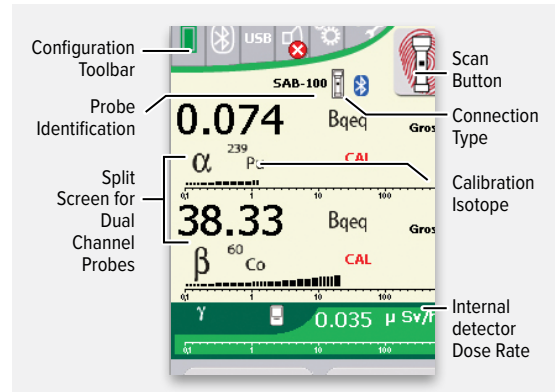 Configuration
Toolbar
USB
Scan
Button
SAB-100
Probe
Identification
Connection
Type
0.074 Bqeq Gros
α 239 Pu CAL
0,1 1 10 100
Calibration
Isotope
Split
Screen for
Dual
Channel
Probes
38.33 Bqeq Gros
β 60 Co CAL
0,1 1 10 100
γ 0.035 μ Sv/h
0,1 1 10 100
Internal
detector
Dose Rate